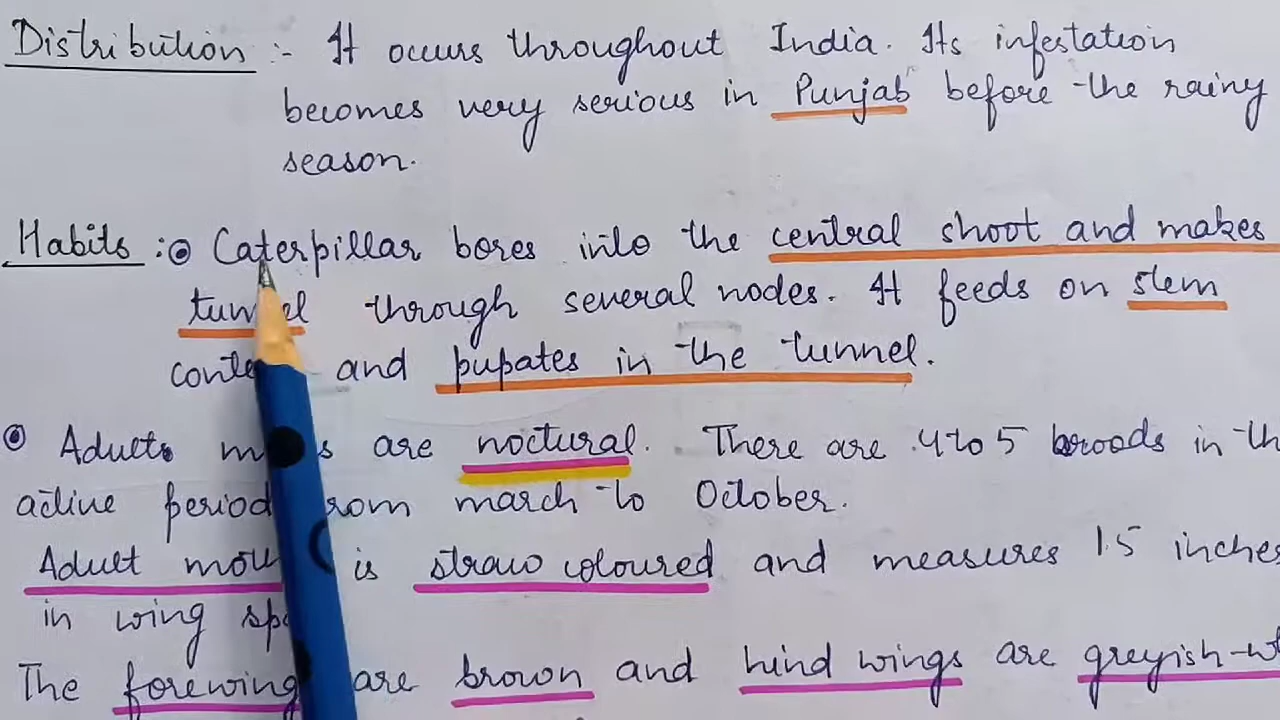 Distribution :- It occurs throughout India. Its infestation
becomes very serious in Punjab before the rainy
season.
Habits : Caterpillar bores into the central shoot and makes
tunnel through several nodes. It feeds on stem
and pupates in the tunnel.
Adults are noctural. There are 4 to 5 broods in
active period from march to October.
Adult is straw coloured and measures 1.5 inches
in wing
The forewing are brown and hind wings are greyish